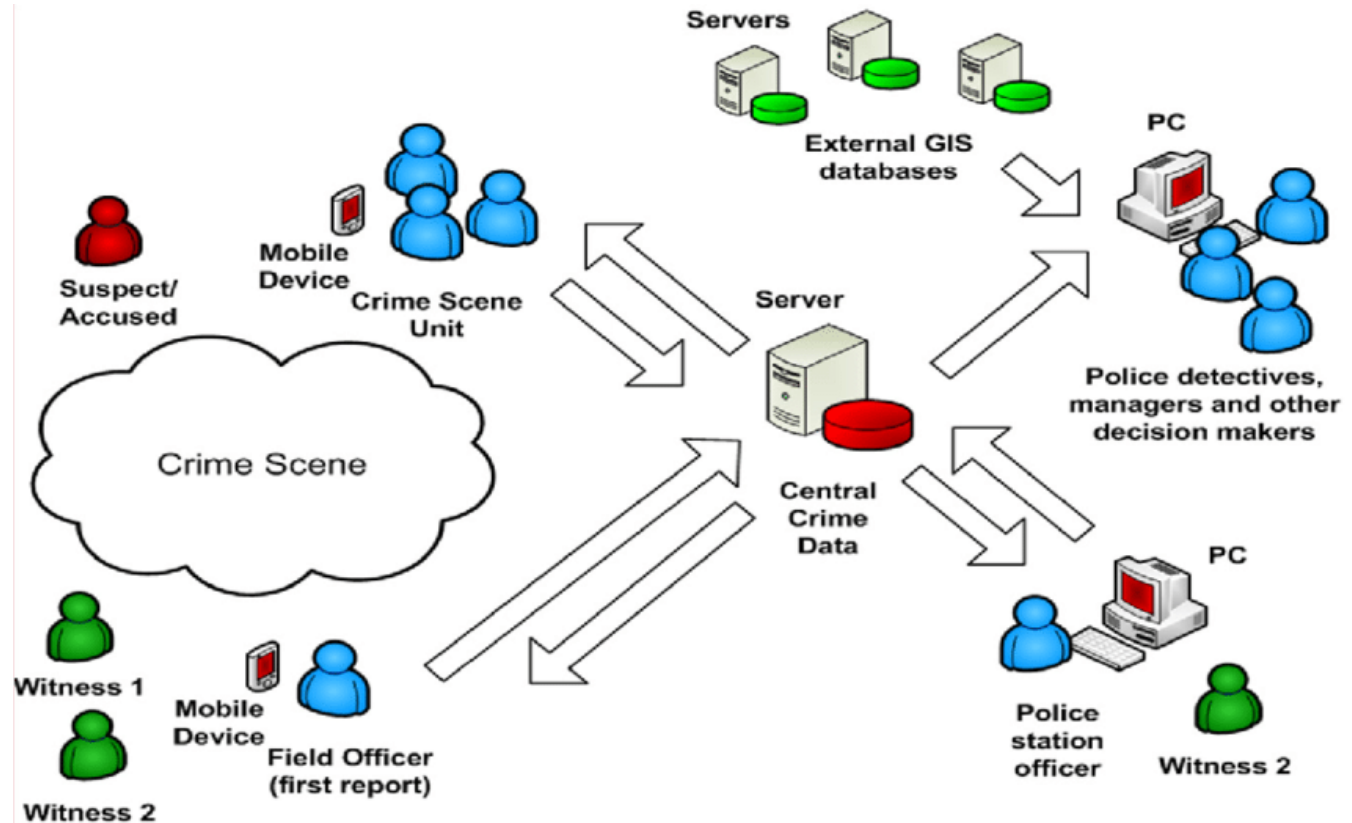 Servers
External GIS
databases
PC
Mobile
Device
Crime Scene
Unit
Suspect/
Accused
Server
Police detectives,
managers and other
decision makers
Crime Scene
Central
Crime
Data
PC
Witness 1
Mobile
Device
Field Officer
(first report)
Witness 2
Police
station
officer
Witness 2